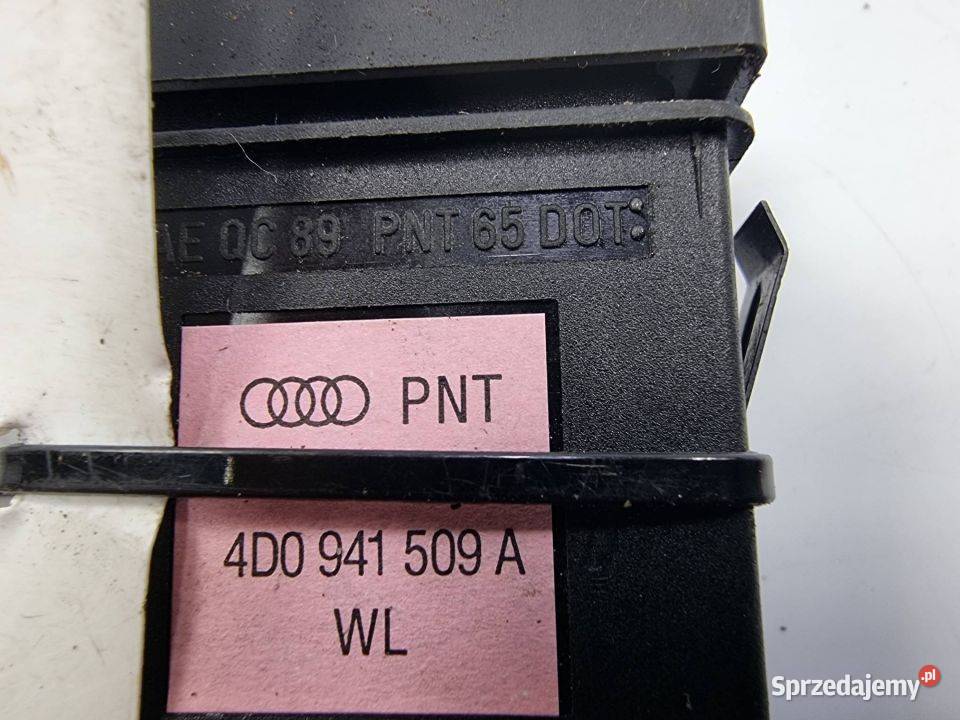 AE QC 89 PNT 65 DOT:
PNT
4D0 941 509 A
WL
Sprzedajemy.pl